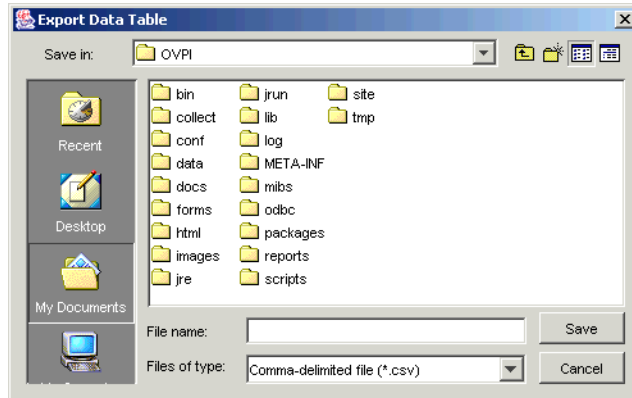 Export Data Table
Save in: OVPI
Recent
Desktop
My Documents
bin
collect
conf
data
docs
forms
html
images
jre
jrun
lib
log
META-INF
mibs
odbc
packages
reports
scripts
site
tmp
File name: Save
Files of type: Comma-delimited file (*.csv) Cancel